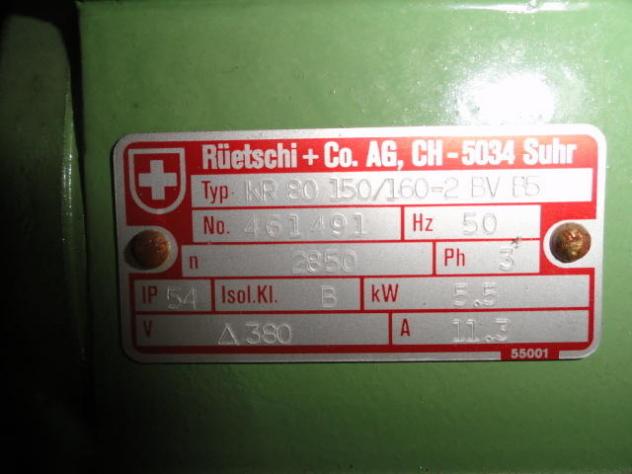 Rüetschi + Co. AG, CH - 5034 Suhr
Typ. KR 80 150/160-2 BV B5
No. 461491 Hz 50
n 2850 Ph 3~
IP 54 Isol.Kl. B kW 5,5
V Δ 380 A 11.3
55001